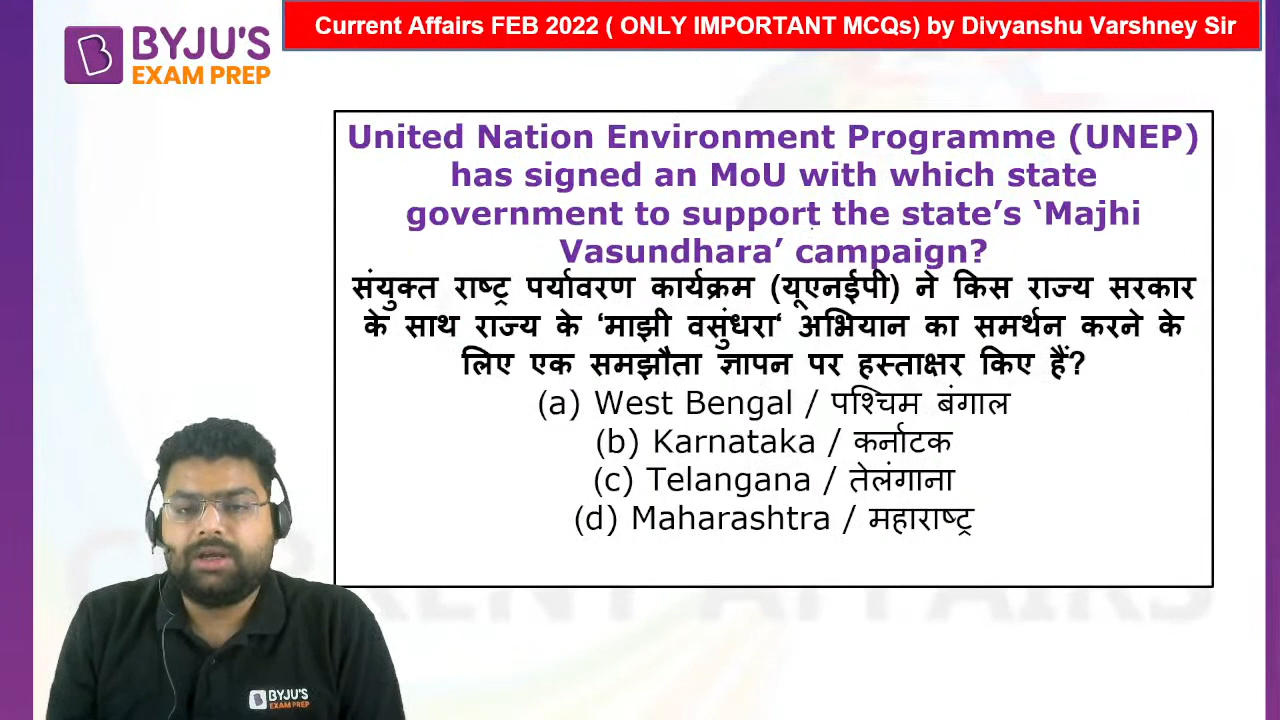 Current Affairs FEB 2022 ( ONLY IMPORTANT MCQs) by Divyanshu Varshney Sir
BYJU'S
EXAM PREP
United Nation Environment Programme (UNEP)
has signed an MoU with which state
government to support the state's ‘Majhi
Vasundhara’ campaign?
संयुक्त राष्ट्र पर्यावरण कार्यक्रम (यूएनईपी) ने किस राज्य सरकार
के साथ राज्य के ‘माझी वसुंधरा‘ अभियान का समर्थन करने के
लिए एक समझौता ज्ञापन पर हस्ताक्षर किए हैं?
(a) West Bengal / पश्चिम बंगाल
(b) Karnataka / कर्नाटक
(c) Telangana / तेलंगाना
(d) Maharashtra / महाराष्ट्र
BYJU'S
EXAM PREP